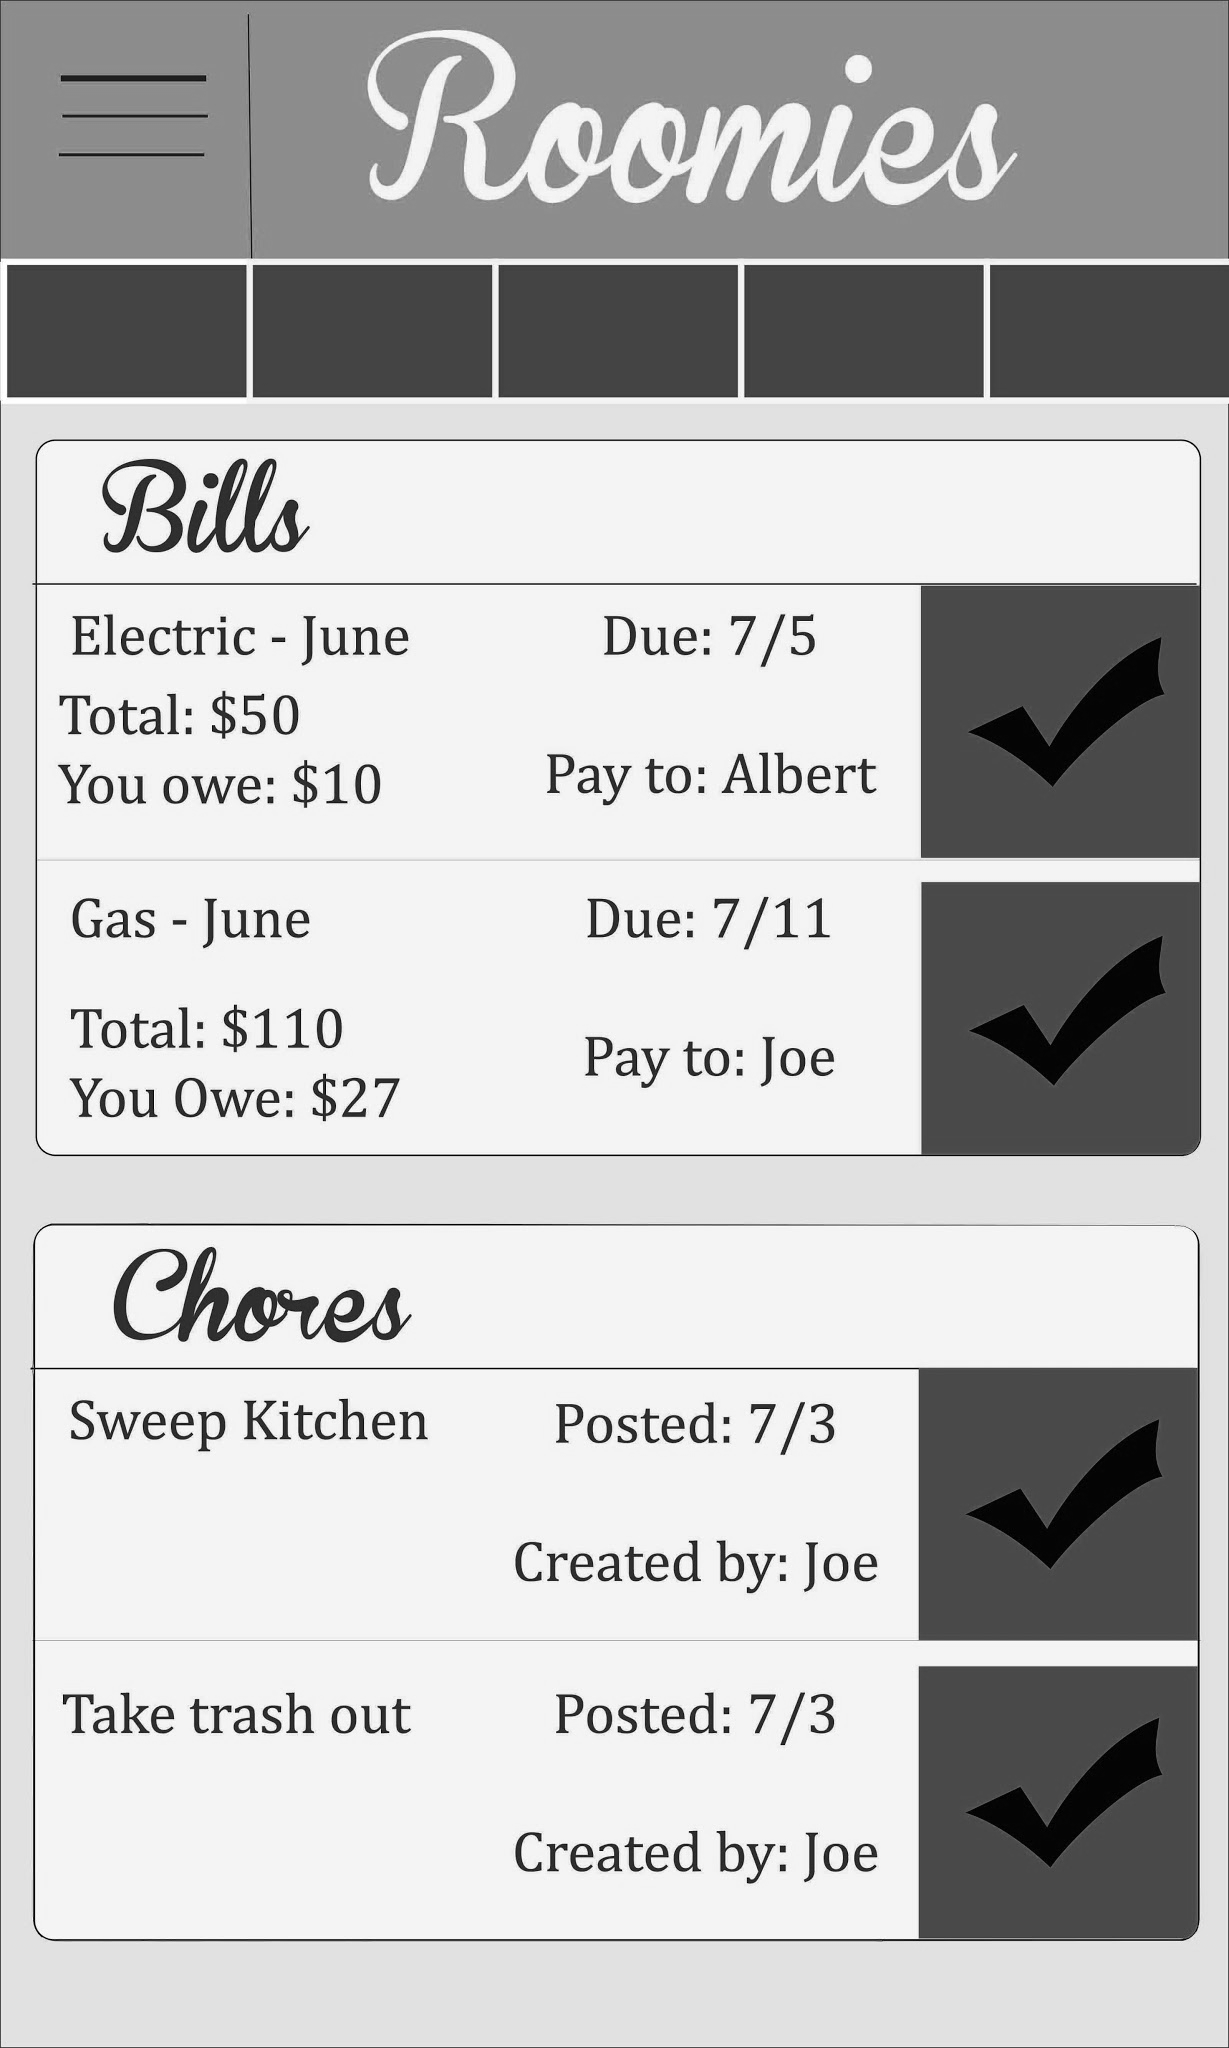 Roomies
Bills
Electric - June
Due: 7/5
Total: $50
You owe: $10
Pay to: Albert
Gas - June
Due: 7/11
Total: $110
You Owe: $27
Pay to: Joe
Chores
Sweep Kitchen
Posted: 7/3
Created by: Joe
Take trash out
Posted: 7/3
Created by: Joe